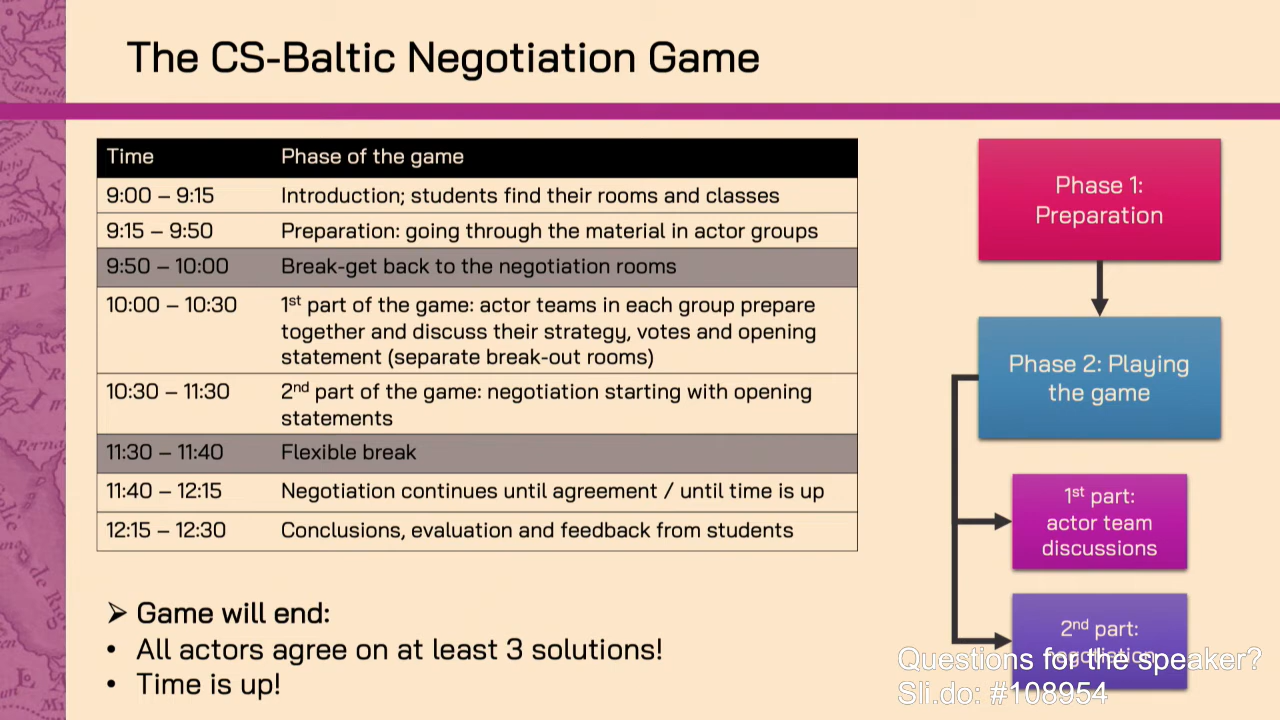 The CS-Baltic Negotiation Game
Time Phase of the game
9:00 – 9:15 Introduction; students find their rooms and classes
9:15 – 9:50 Preparation: going through the material in actor groups
9:50 – 10:00 Break-get back to the negotiation rooms
10:00 – 10:30 1st part of the game: actor teams in each group prepare
together and discuss their strategy, votes and opening
statement (separate break-out rooms)
10:30 – 11:30 2nd part of the game: negotiation starting with opening
statements
11:30 – 11:40 Flexible break
11:40 – 12:15 Negotiation continues until agreement / until time is up
12:15 – 12:30 Conclusions, evaluation and feedback from students
➢ Game will end:
• All actors agree on at least 3 solutions!
• Time is up!
Phase 1:
Preparation
Phase 2: Playing
the game
1st part:
actor team
discussions
2nd part:
negotiation
Questions for the speaker?
Sli.do: #108954